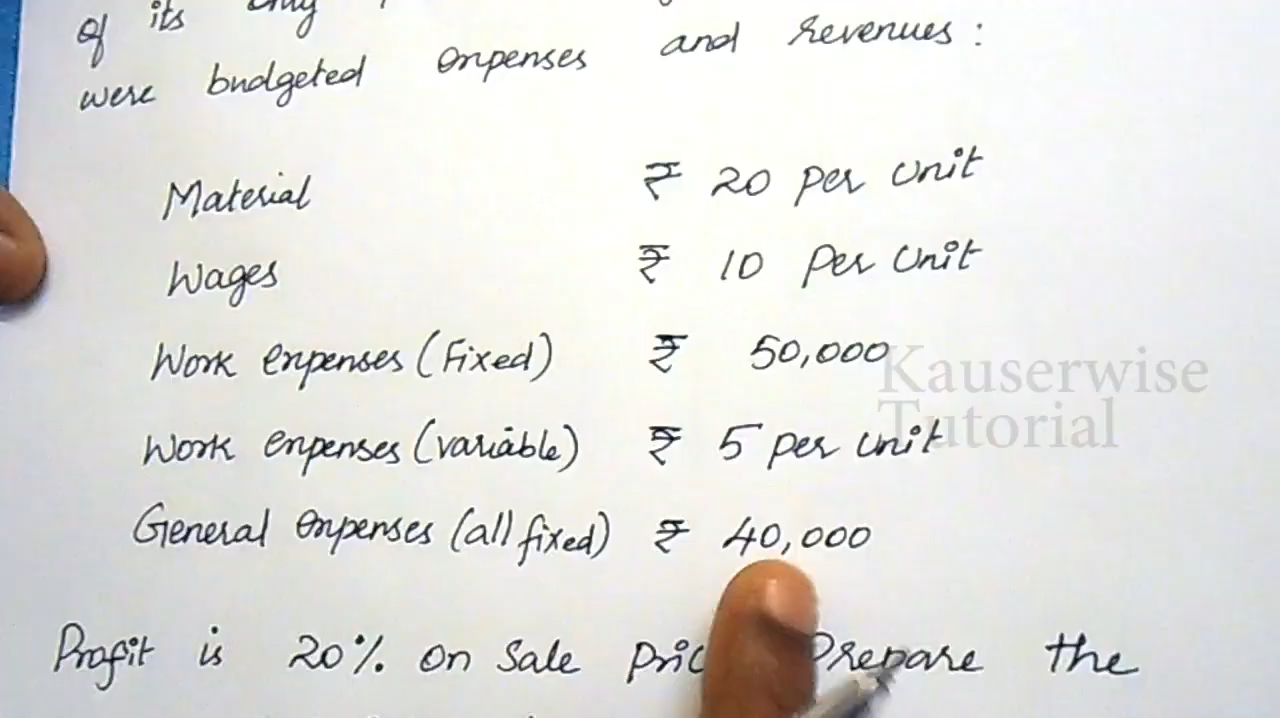 of its only
were budgeted expenses and revenues:
Material ₹ 20 per unit
Wages ₹ 10 Per unit
Work expenses (Fixed) ₹ 50,000
Work expenses (variable) ₹ 5 per unit
General expenses (all fixed) ₹ 40,000
Profit is 20% on sale Prepare the
Kauserwise
Tutorial